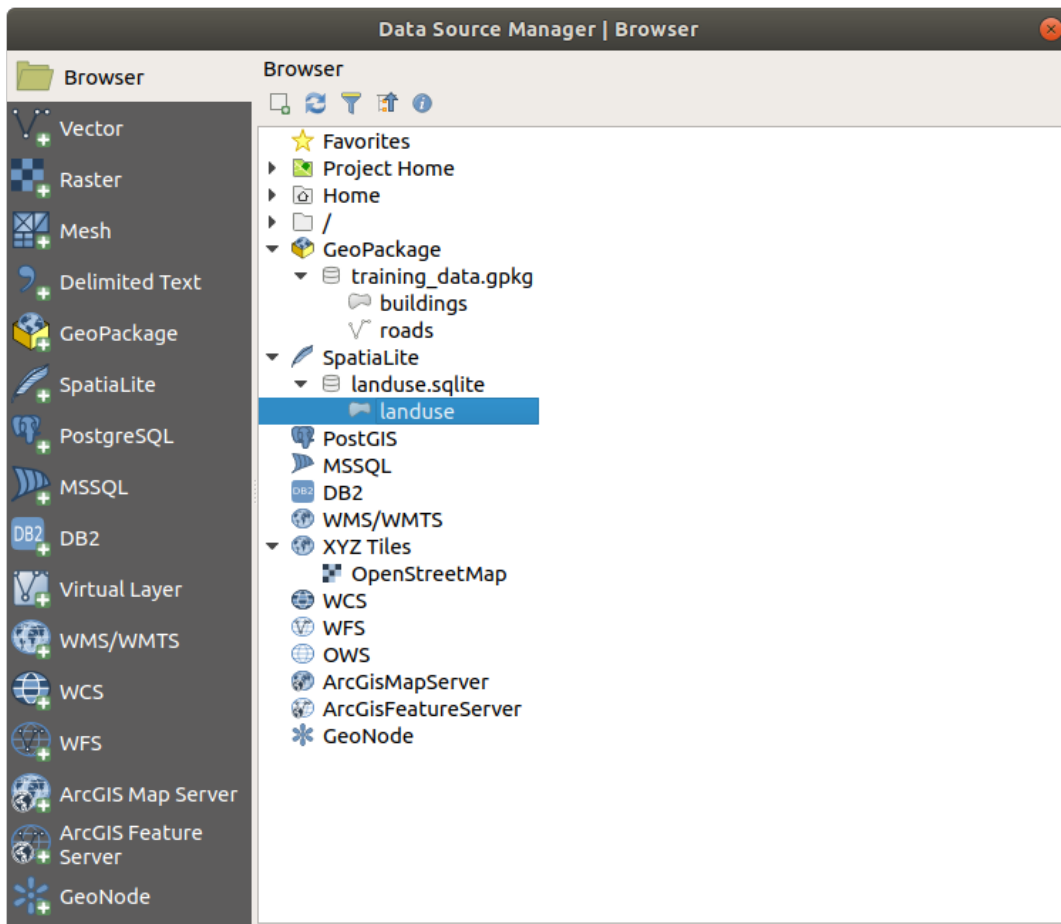 Data Source Manager | Browser
Browser
Vector
Raster
Mesh
Delimited Text
GeoPackage
SpatiaLite
PostgreSQL
MSSQL
DB2
DB2
Virtual Layer
WMS/WMTS
WCS
WFS
ArcGIS Map Server
ArcGIS Feature
Server
GeoNode
Browser
Favorites
Project Home
Home
/
GeoPackage
training_data.gpkg
buildings
roads
SpatiaLite
landuse.sqlite
landuse
PostGIS
MSSQL
DB2
DB2
WMS/WMTS
XYZ Tiles
OpenStreetMap
WCS
WFS
OWS
ArcGisMapServer
ArcGisFeatureServer
GeoNode